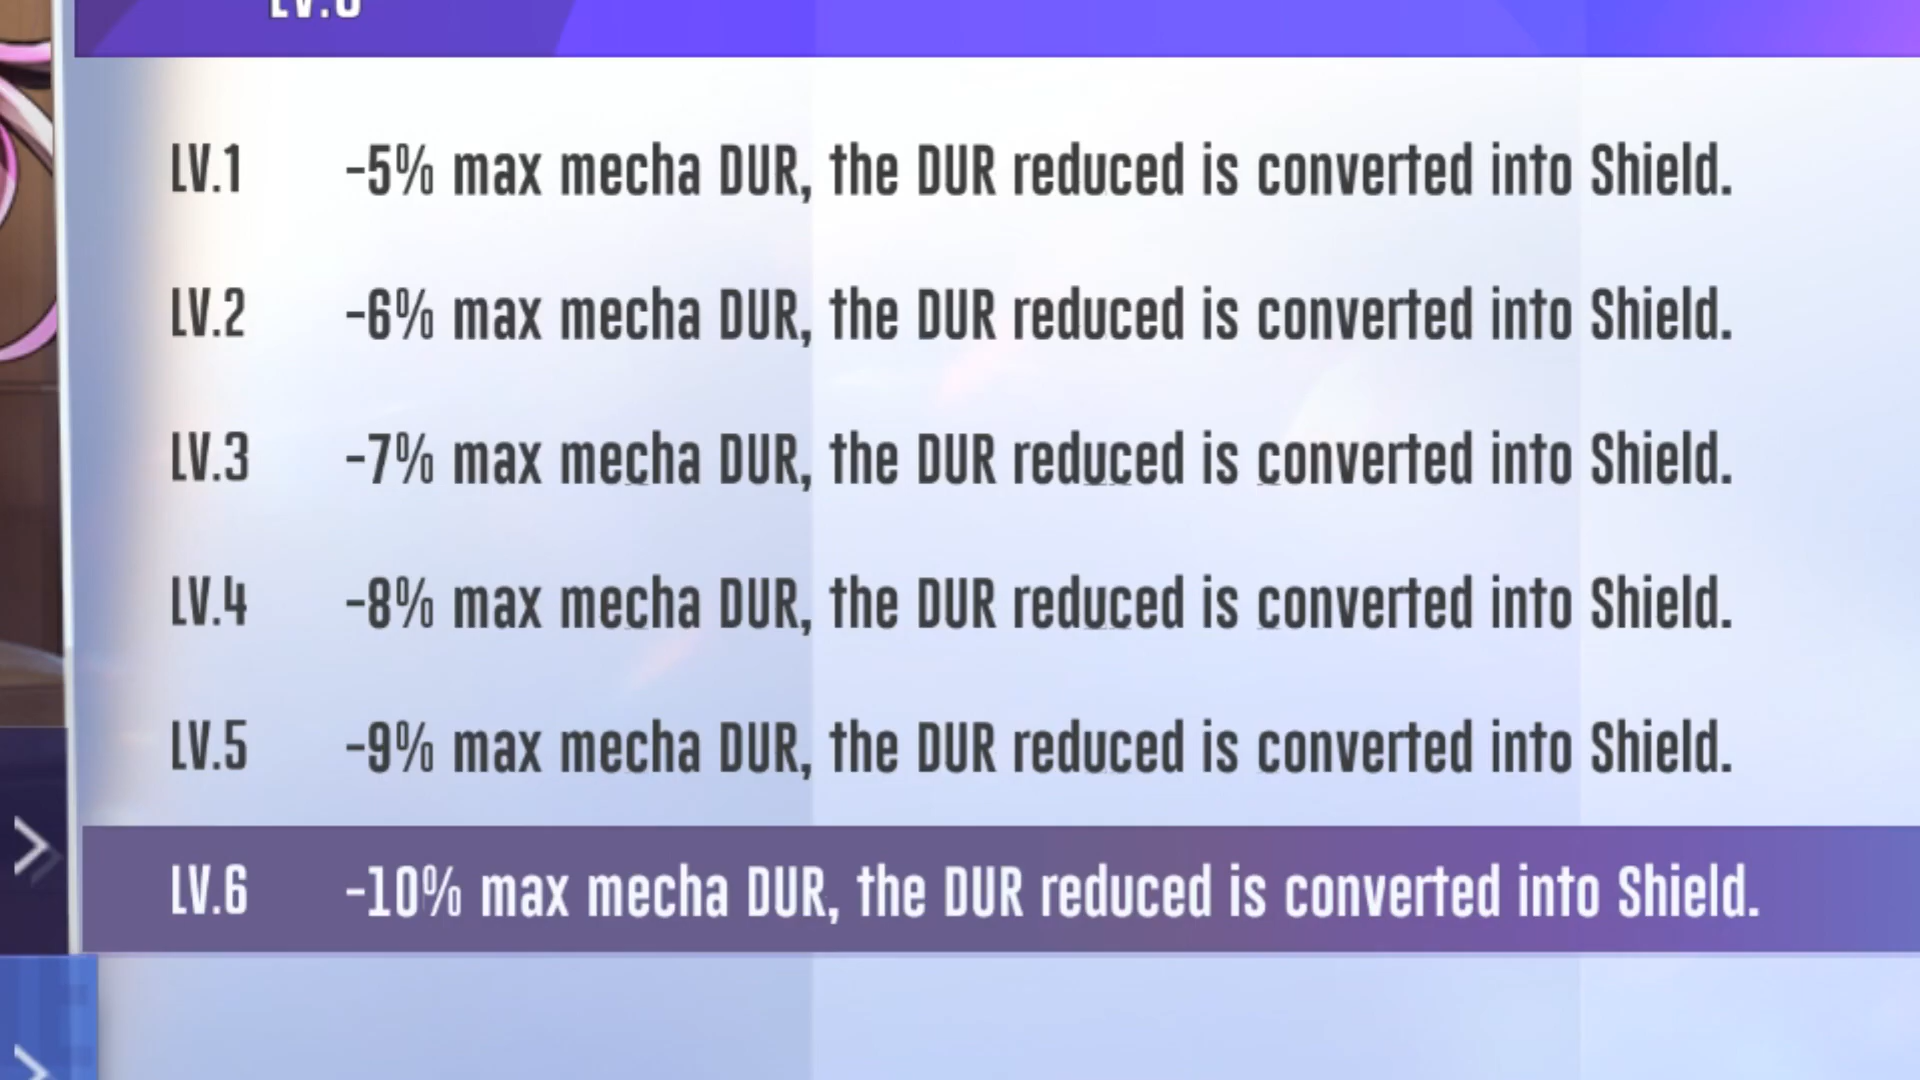 LV.1 -5% max mecha DUR, the DUR reduced is converted into Shield.
LV.2 -6% max mecha DUR, the DUR reduced is converted into Shield.
LV.3 -7% max mecha DUR, the DUR reduced is converted into Shield.
LV.4 -8% max mecha DUR, the DUR reduced is converted into Shield.
LV.5 -9% max mecha DUR, the DUR reduced is converted into Shield.
LV.6 -10% max mecha DUR, the DUR reduced is converted into Shield.